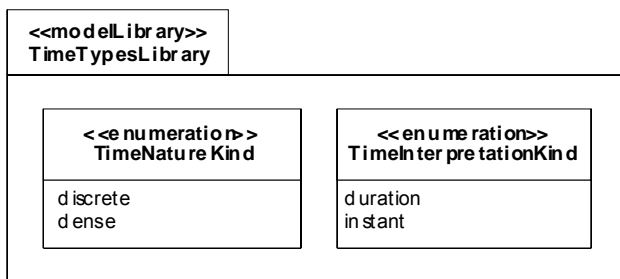 <<modelLibrary>>
TimeTypesLibrary
<<enumeration>>
TimeNatureKind
discrete
dense
<<enumeration>>
TimeInterpretationKind
duration
instant